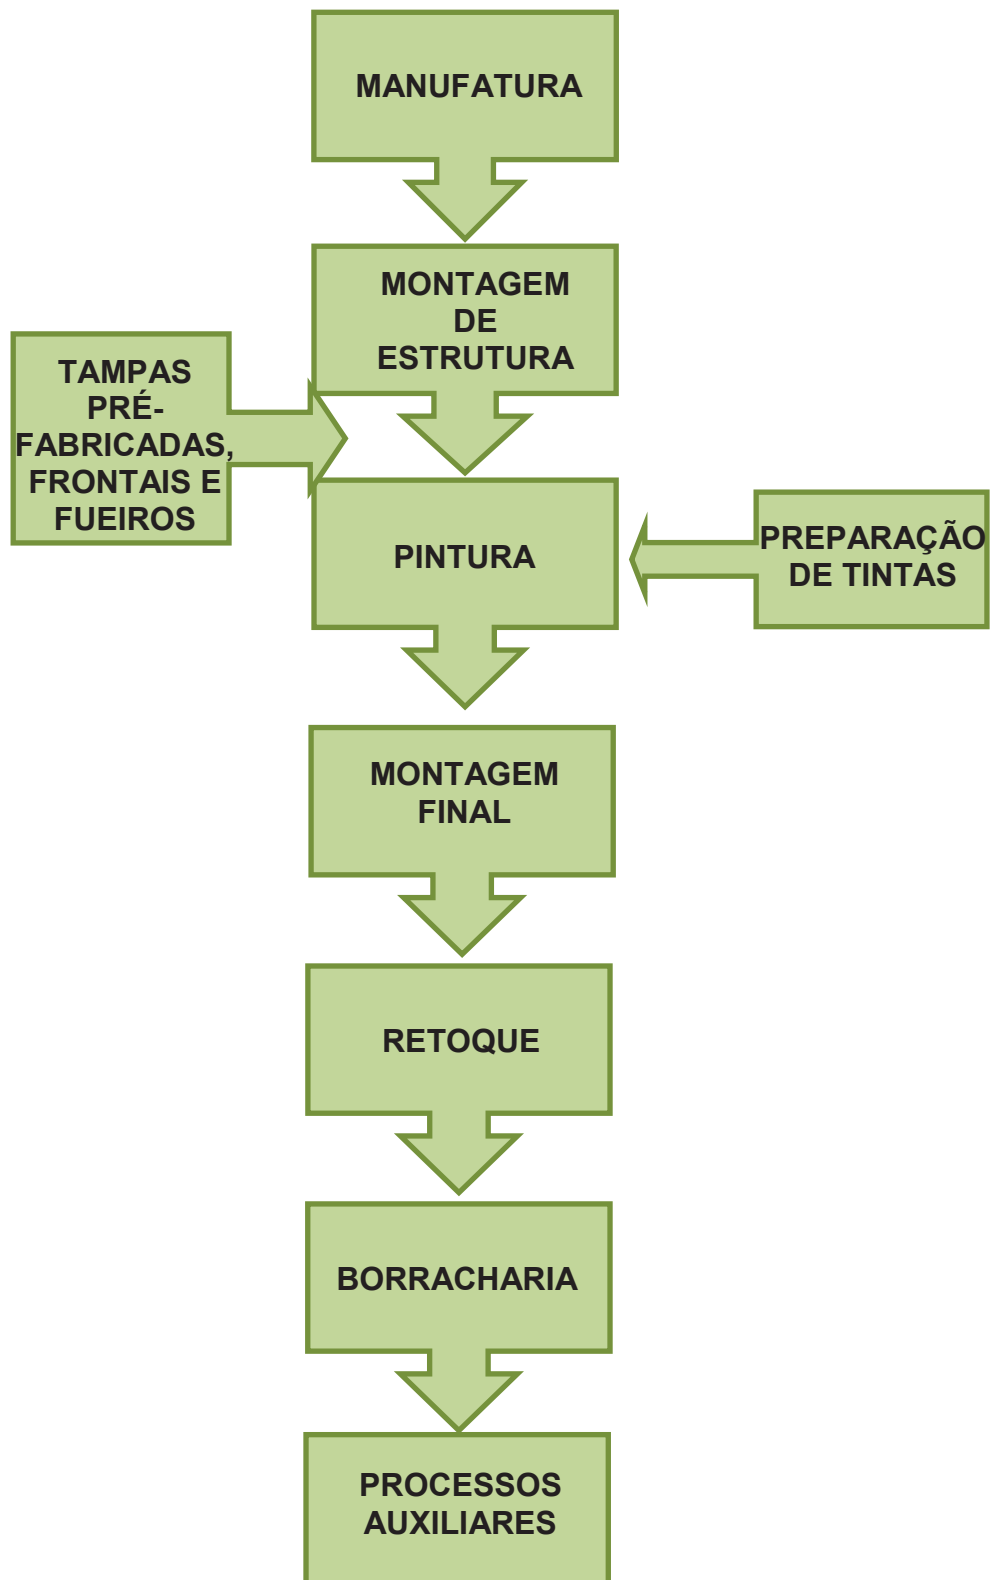 MANUFATURA
MONTAGEM
DE
ESTRUTURA
TAMPAS
PRÉ-
FABRICADAS,
FRONTAIS E
FUEIROS
PINTURA
PREPARAÇÃO
DE TINTAS
MONTAGEM
FINAL
RETOQUE
BORRACHARIA
PROCESSOS
AUXILIARES